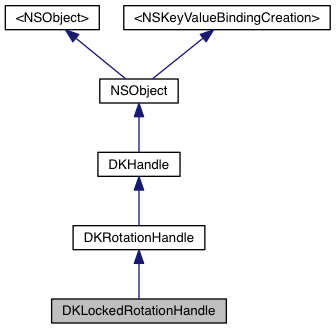 <NSObject>
<NSKeyValueBindingCreation>
NSObject
DKHandle
DKRotationHandle
DKLockedRotationHandle